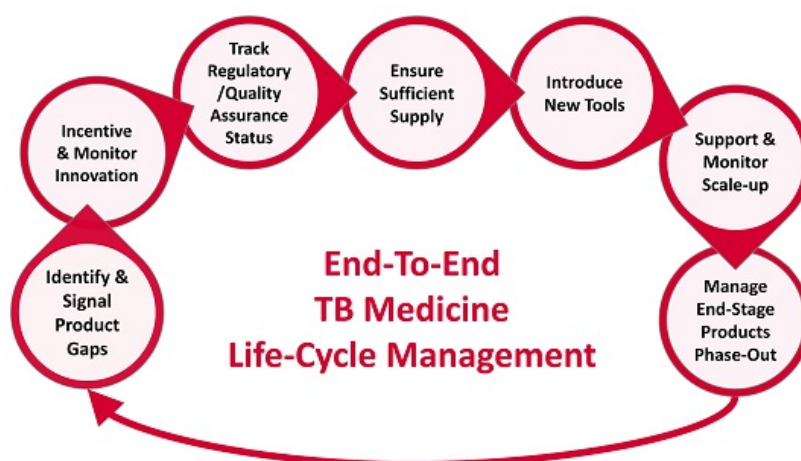 Identify &
Signal
Product
Gaps
Incentive
& Monitor
Innovation
Track
Regulatory
/Quality
Assurance
Status
Ensure
Sufficient
Supply
Introduce
New Tools
Support &
Monitor
Scale-up
Manage
End-Stage
Products
Phase-Out
End-To-End
TB Medicine
Life-Cycle Management